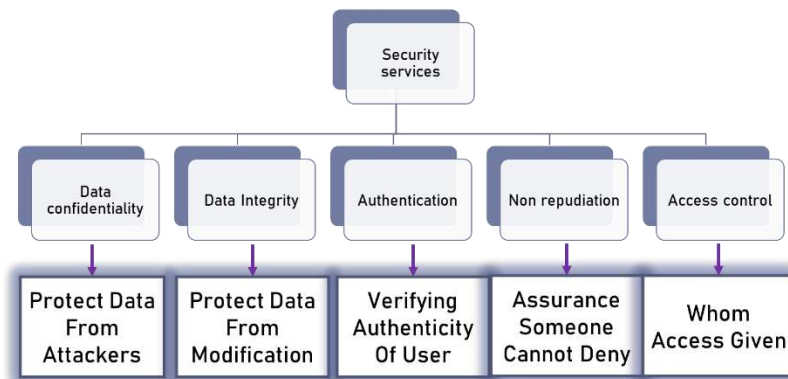 Security
services
Data
confidentiality
Data Integrity
Authentication
Non repudiation
Access control
Protect Data
From
Attackers
Protect Data
From
Modification
Verifying
Authenticity
Of User
Assurance
Someone
Cannot Deny
Whom
Access Given